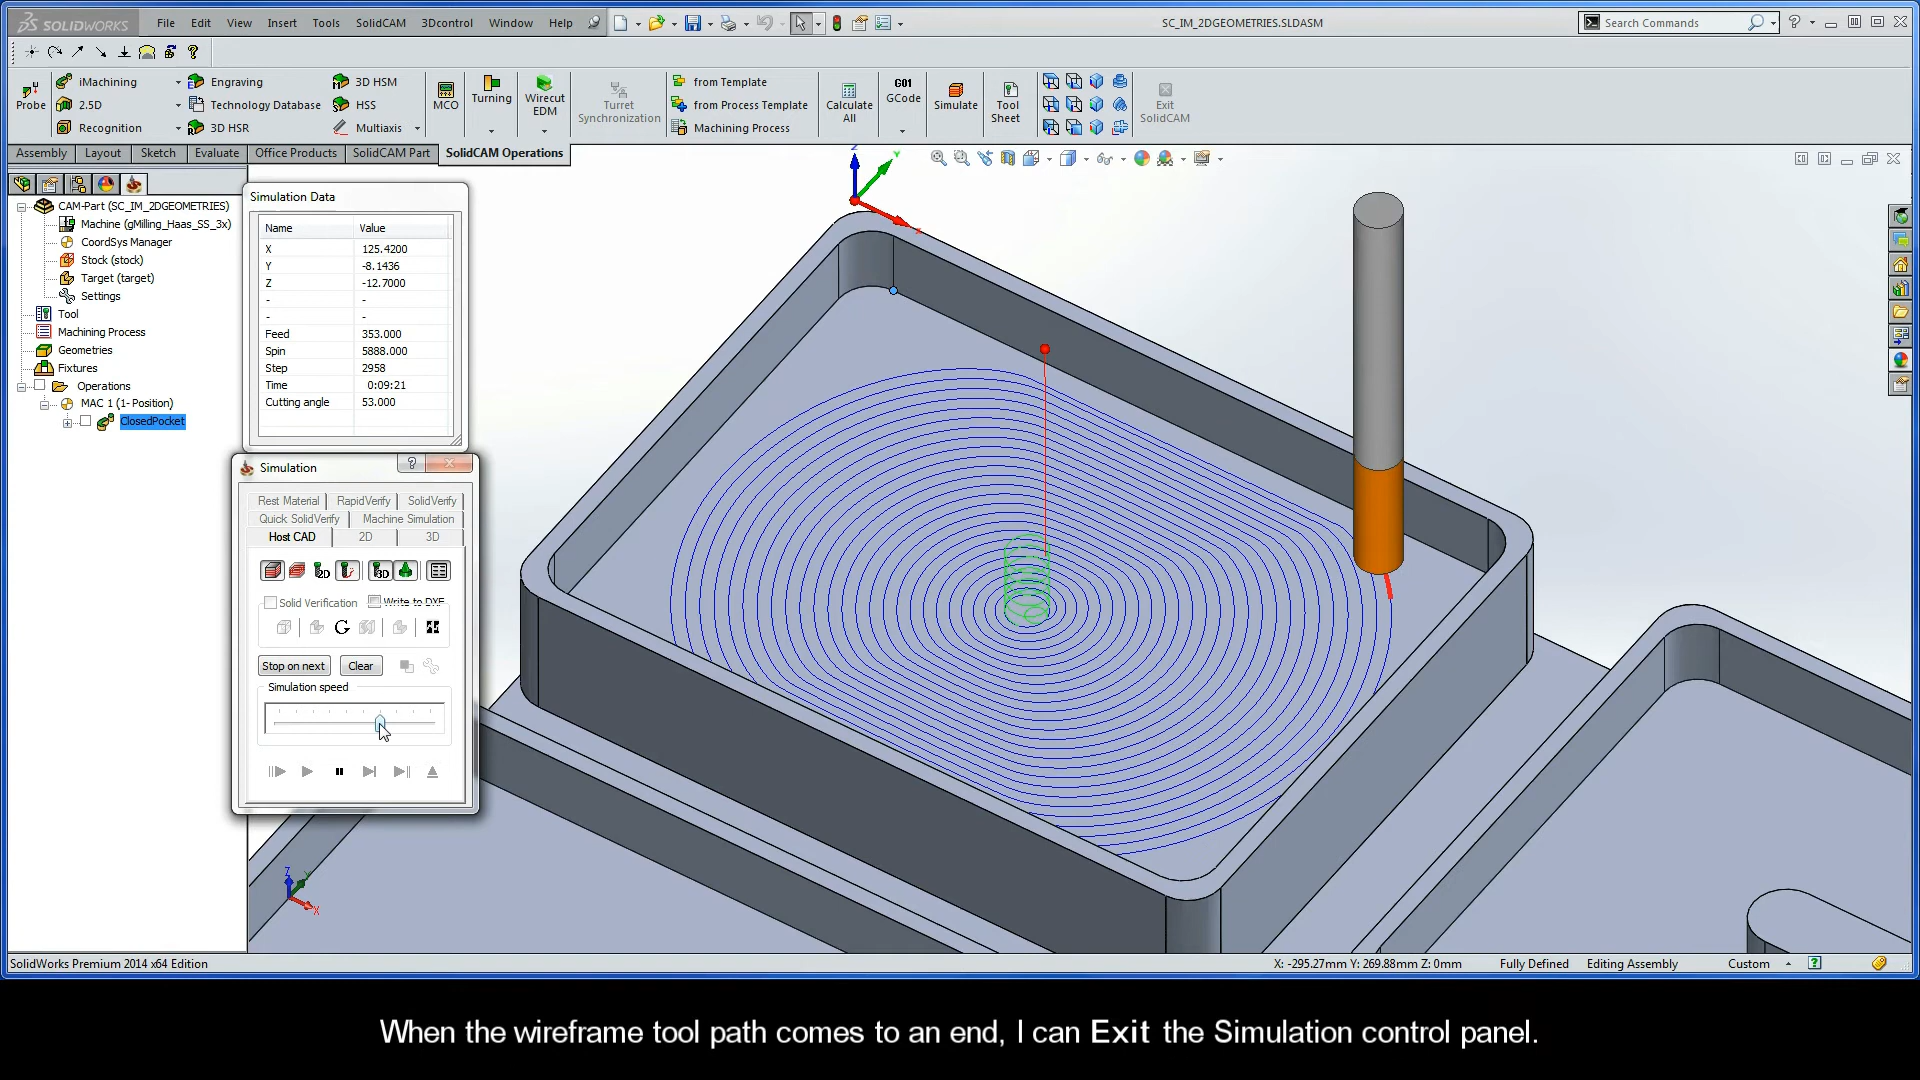 SOLIDWORKS File Edit View Insert Tools SolidCAM 3Dcontrol Window Help SC_IM_2DGEOMETRIES.SLDASM Search Commands
Probe iMachining 2.5D Recognition Engraving Technology Database 3D HSR 3D HSM HSS Multiaxis MCO Turning Wirecut EDM Turret Synchronization from Template from Process Template Machining Process Calculate All G01 GCode Simulate Tool Sheet Exit SolidCAM
Assembly Layout Sketch Evaluate Office Products SolidCAM Part SolidCAM Operations
CAM-Part (SC_IM_2DGEOMETRIES)
Machine (gMilling_Haas_SS_3x)
CoordSys Manager
Stock (stock)
Target (target)
Settings
Tool
Machining Process
Geometries
Fixtures
Operations
MAC 1 (1- Position)
ClosedPocket
Simulation Data
Name Value
X 125.4200
Y -8.1436
Z -12.7000
- -
- -
Feed 353.000
Spin 5888.000
Step 2958
Time 0:09:21
Cutting angle 53.000
Simulation
Rest Material RapidVerify SolidVerify
Quick SolidVerify Machine Simulation
Host CAD 2D 3D
2D 3D
Solid Verification Write to DXF
Stop on next Clear
Simulation speed
Z Y X
Z Y X
SolidWorks Premium 2014 x64 Edition X: -295.27mm Y: 269.88mm Z: 0mm Fully Defined Editing Assembly Custom
When the wireframe tool path comes to an end, I can Exit the Simulation control panel.